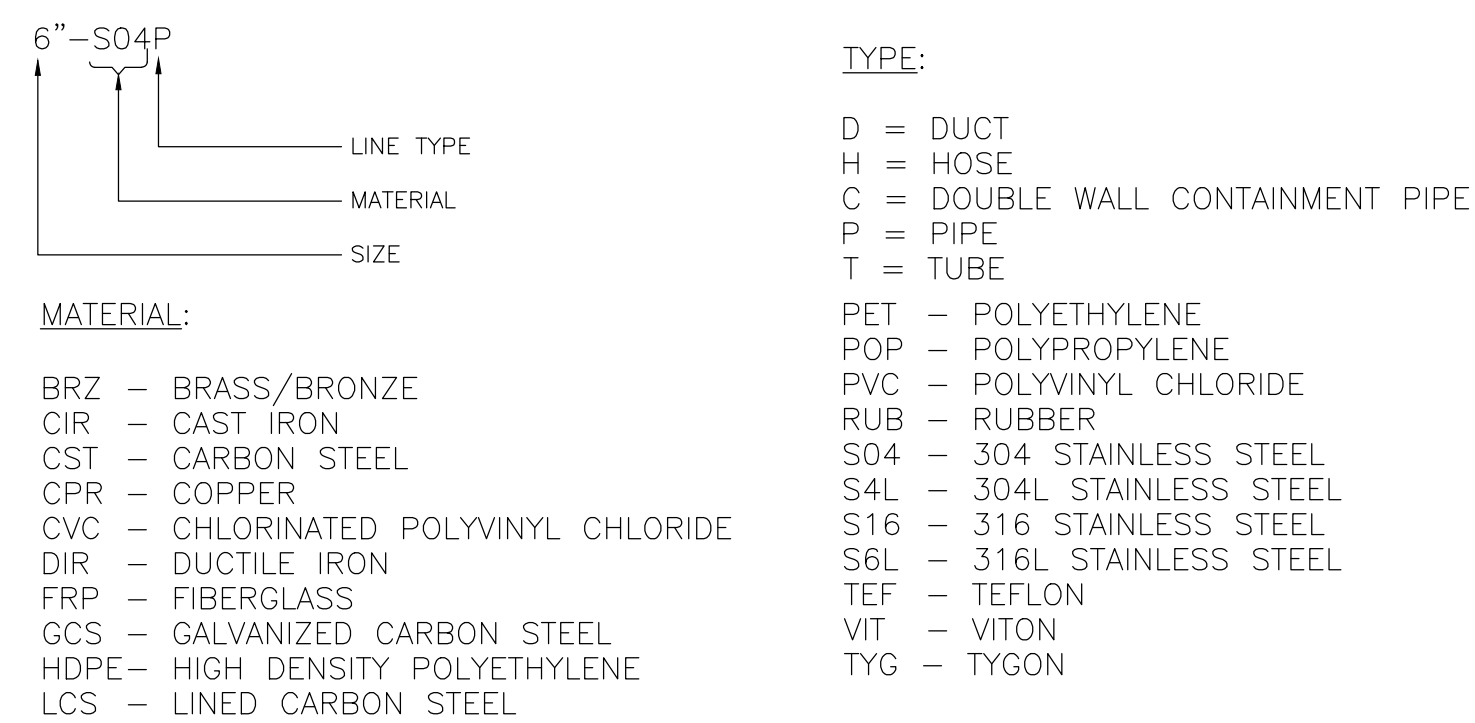 6”–S04P
LINE TYPE
MATERIAL
SIZE
MATERIAL:
BRZ – BRASS/BRONZE
CIR – CAST IRON
CST – CARBON STEEL
CPR – COPPER
CVC – CHLORINATED POLYVINYL CHLORIDE
DIR – DUCTILE IRON
FRP – FIBERGLASS
GCS – GALVANIZED CARBON STEEL
HDPE– HIGH DENSITY POLYETHYLENE
LCS – LINED CARBON STEEL
TYPE:
D = DUCT
H = HOSE
C = DOUBLE WALL CONTAINMENT PIPE
P = PIPE
T = TUBE
PET – POLYETHYLENE
POP – POLYPROPYLENE
PVC – POLYVINYL CHLORIDE
RUB – RUBBER
S04 – 304 STAINLESS STEEL
S4L – 304L STAINLESS STEEL
S16 – 316 STAINLESS STEEL
S6L – 316L STAINLESS STEEL
TEF – TEFLON
VIT – VITON
TYG – TYGON